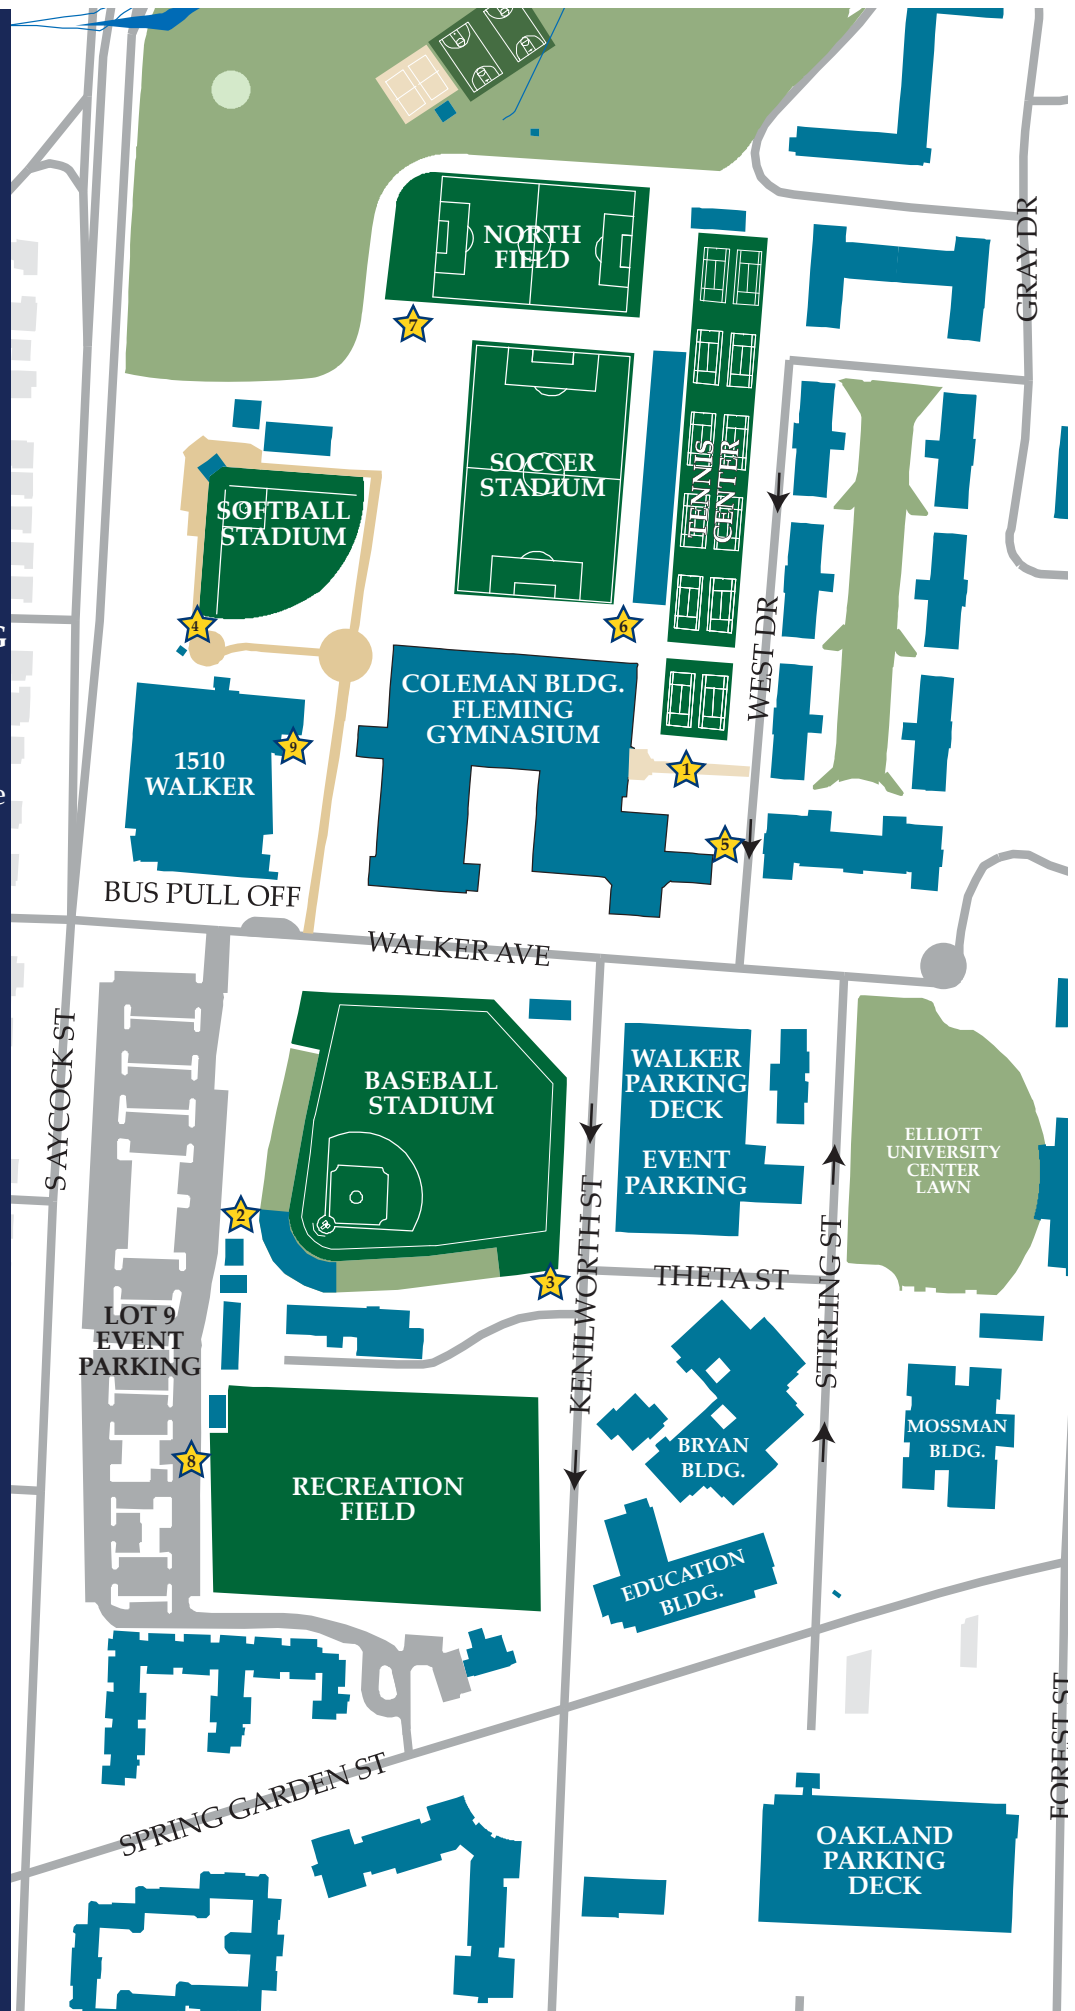 NORTH
FIELD
GRAY DR
7
SOCCER
STADIUM
TENNIS
CENTER
SOFTBALL
STADIUM
4
6
G
WEST DR
COLEMAN BLDG.
FLEMING
GYMNASIUM
1510
WALKER
9
1
e
5
BUS PULL OFF
WALKER AVE
S AYCOCK ST
BASEBALL
STADIUM
WALKER
PARKING
DECK
EVENT
PARKING
ELLIOTT
UNIVERSITY
CENTER
LAWN
2
3
KENILWORTH ST
THETA ST
STIRLING ST
LOT 9
EVENT
PARKING
8
RECREATION
FIELD
BRYAN
BLDG.
MOSSMAN
BLDG.
EDUCATION
BLDG.
FOREST ST
SPRING GARDEN ST
OAKLAND
PARKING
DECK